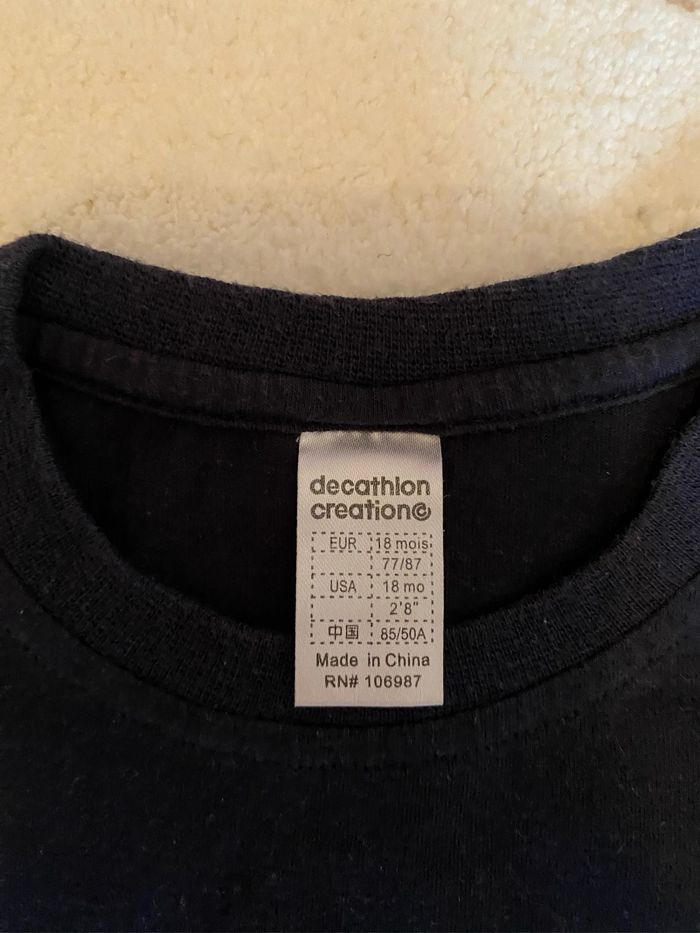 decathlon
creation©
EUR 18 mois
77/87
USA 18 mo
2'8"
中国 85/50A
Made in China
RN# 106987